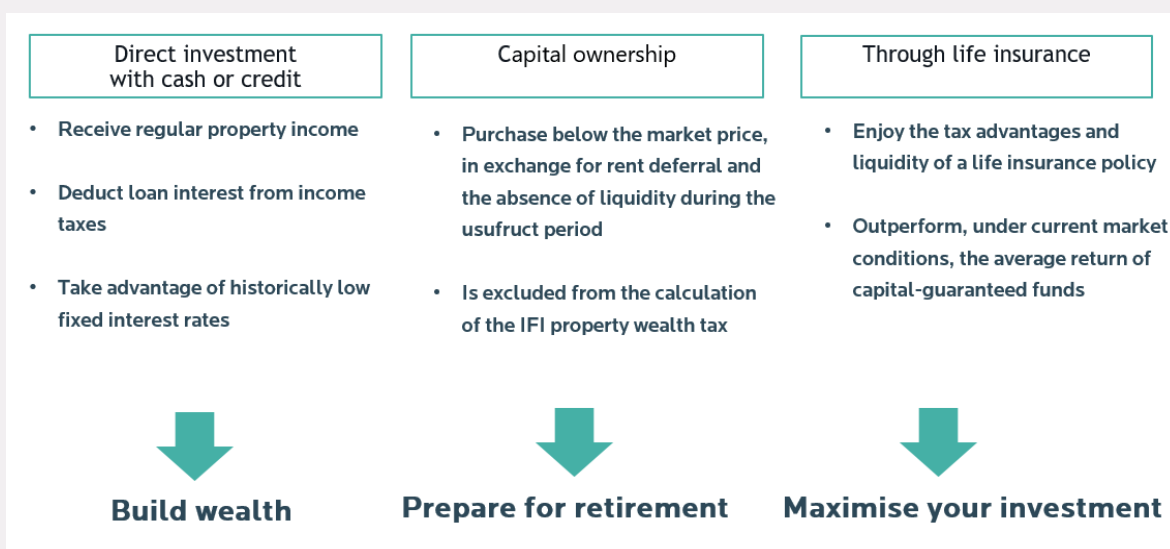 Direct investment
with cash or credit
• Receive regular property income
• Deduct loan interest from income
taxes
• Take advantage of historically low
fixed interest rates
Build wealth
Capital ownership
• Purchase below the market price,
in exchange for rent deferral and
the absence of liquidity during the
usufruct period
• Is excluded from the calculation
of the IFI property wealth tax
Prepare for retirement
Through life insurance
• Enjoy the tax advantages and
liquidity of a life insurance policy
• Outperform, under current market
conditions, the average return of
capital-guaranteed funds
Maximise your investment